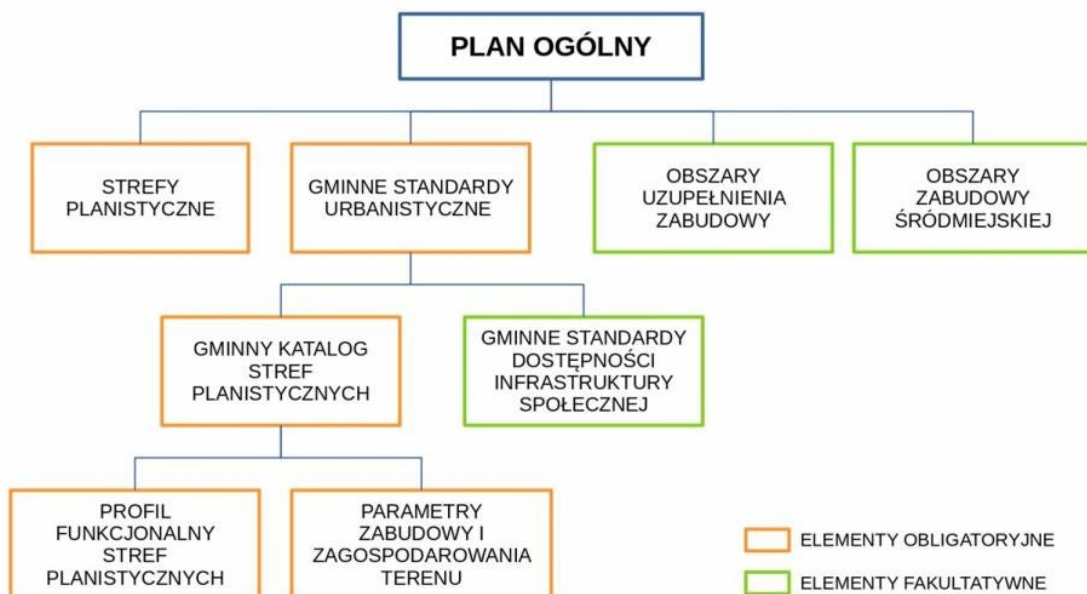 PLAN OGÓLNY
STREFY
PLANISTYCZNE
GMINNE STANDARDY
URBANISTYCZNE
OBSZARY
UZUPEŁNIENIA
ZABUDOWY
OBSZARY
ZABUDOWY
ŚRÓDMIEJSKIEJ
GMINNY KATALOG
STREF
PLANISTYCZNYCH
GMINNE STANDARDY
DOSTĘPNOŚCI
INFRASTRUKTURY
SPOŁECZNEJ
PROFIL
FUNKCJONALNY
STREF
PLANISTYCZNYCH
PARAMETRY
ZABUDOWY I
ZAGOSPODAROWANIA
TERENU
ELEMENTY OBLIGATORYJNE
ELEMENTY FAKULTATYWNE